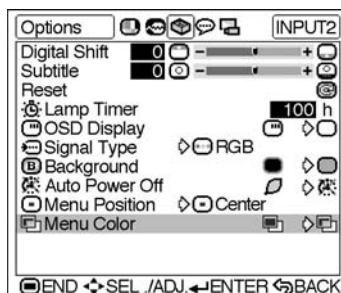 Options INPUT2
Digital Shift 0 - +
Subtitle 0 - +
Reset
Lamp Timer 100 h
OSD Display
Signal Type RGB
B Background
Auto Power Off
Menu Position Center
Menu Color
END SEL./ADJ. ENTER BACK